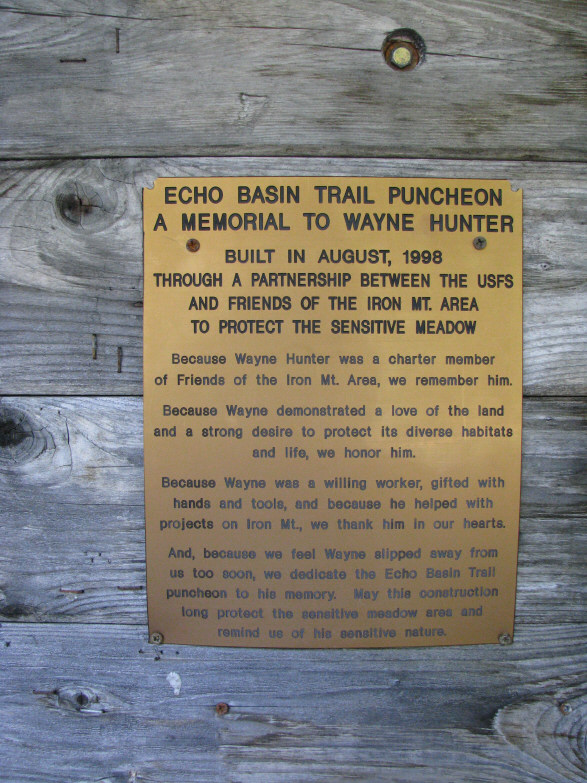 ECHO BASIN TRAIL PUNCHEON
A MEMORIAL TO WAYNE HUNTER
BUILT IN AUGUST, 1998
THROUGH A PARTNERSHIP BETWEEN THE USFS
AND FRIENDS OF THE IRON MT. AREA
TO PROTECT THE SENSITIVE MEADOW
Because Wayne Hunter was a charter member
of Friends of the Iron Mt. Area, we remember him.
Because Wayne demonstrated a love of the land
and a strong desire to protect its diverse habitats
and life, we honor him.
Because Wayne was a willing worker, gifted with
hands and tools, and because he helped with
projects on Iron Mt., we thank him in our hearts.
And, because we feel Wayne slipped away from
us too soon, we dedicate the Echo Basin Trail
puncheon to his memory. May this construction
long protect the sensitive meadow area and
remind us of his sensitive nature.